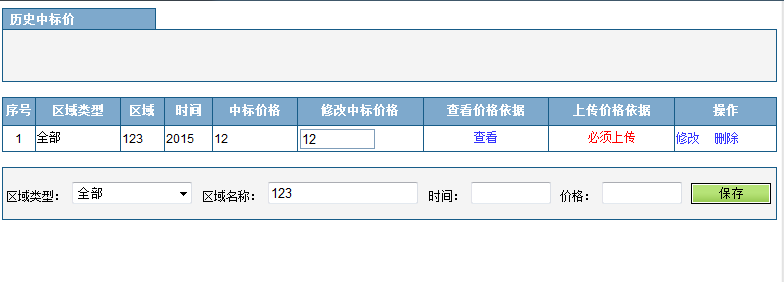 历史中标价
序号 区域类型 区域 时间 中标价格 修改中标价格 查看价格依据 上传价格依据 操作
1 全部 123 2015 12 12 查看 必须上传 修改 删除
区域类型: 全部 区域名称: 123 时间: 价格: 保存